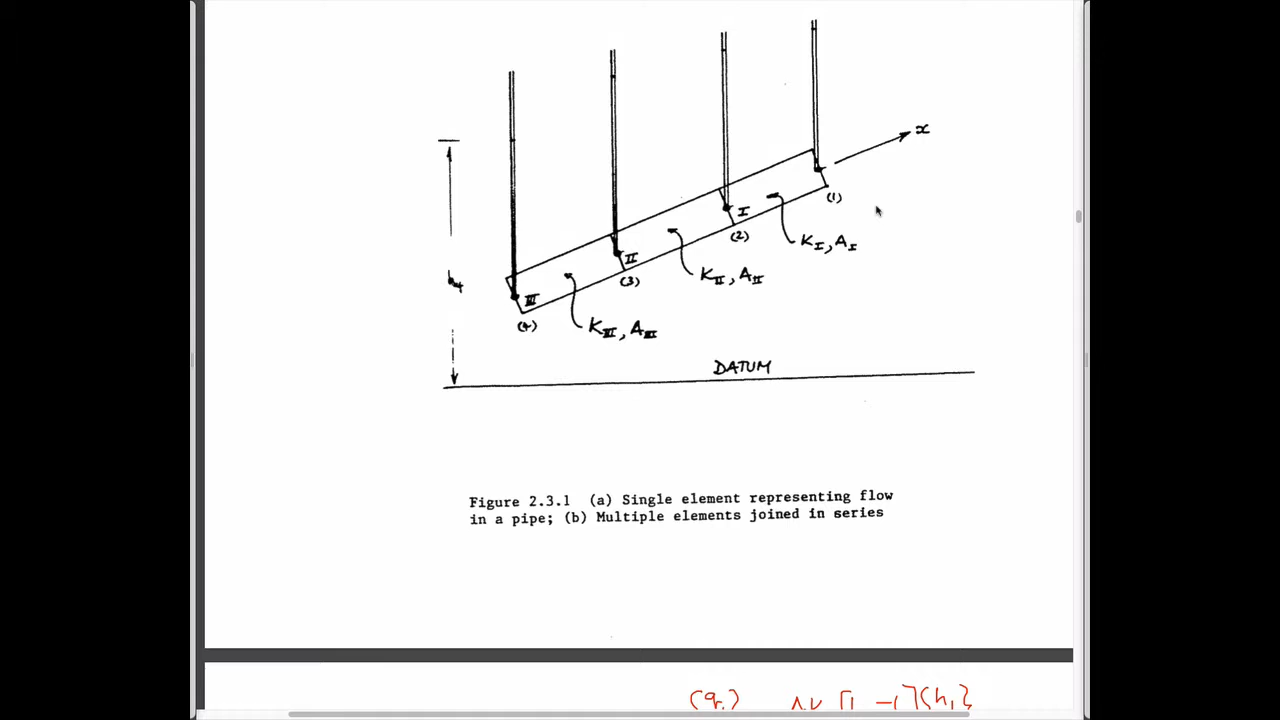 x
I
(1)
(2)
K_I, A_I
II
(3)
K_II, A_II
III
(4)
K_III, A_III
DATUM
Figure 2.3.1 (a) Single element representing flow
in a pipe; (b) Multiple elements joined in series